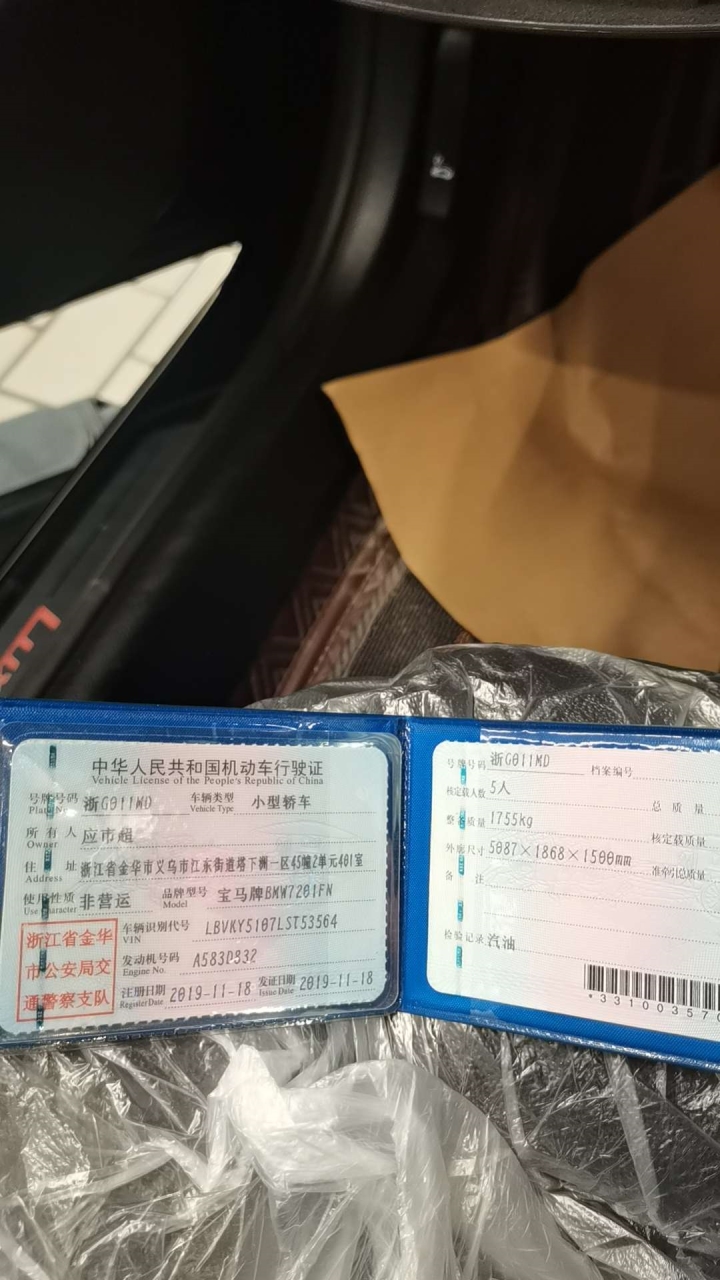 中华人民共和国机动车行驶证
Vehicle License of the People's Republic of China
号牌号码 浙G011MD 车辆类型 小型轿车
Plate No. Vehicle Type
所有人 应市超
Owner
住址 浙江省金华市义乌市江东街道塔下洲一区45幢2单元401室
Address
使用性质 非营运 品牌型号 宝马牌BMW7201FN
Use Character Model
浙江省金华
市公安局交
通警察支队
车辆识别代号 LBVKY5107LST53564
VIN
发动机号码 A583D832
Engine No.
注册日期 2019-11-18 发证日期 2019-11-18
Register Date Issue Date
号牌号码 浙G011MD 档案编号
核定载人数 5人 总质量
整备质量 1755kg 核定载质量
外廓尺寸 5087×1868×1500mm 准牵引总质量
备注
检验记录 汽油
*331003570